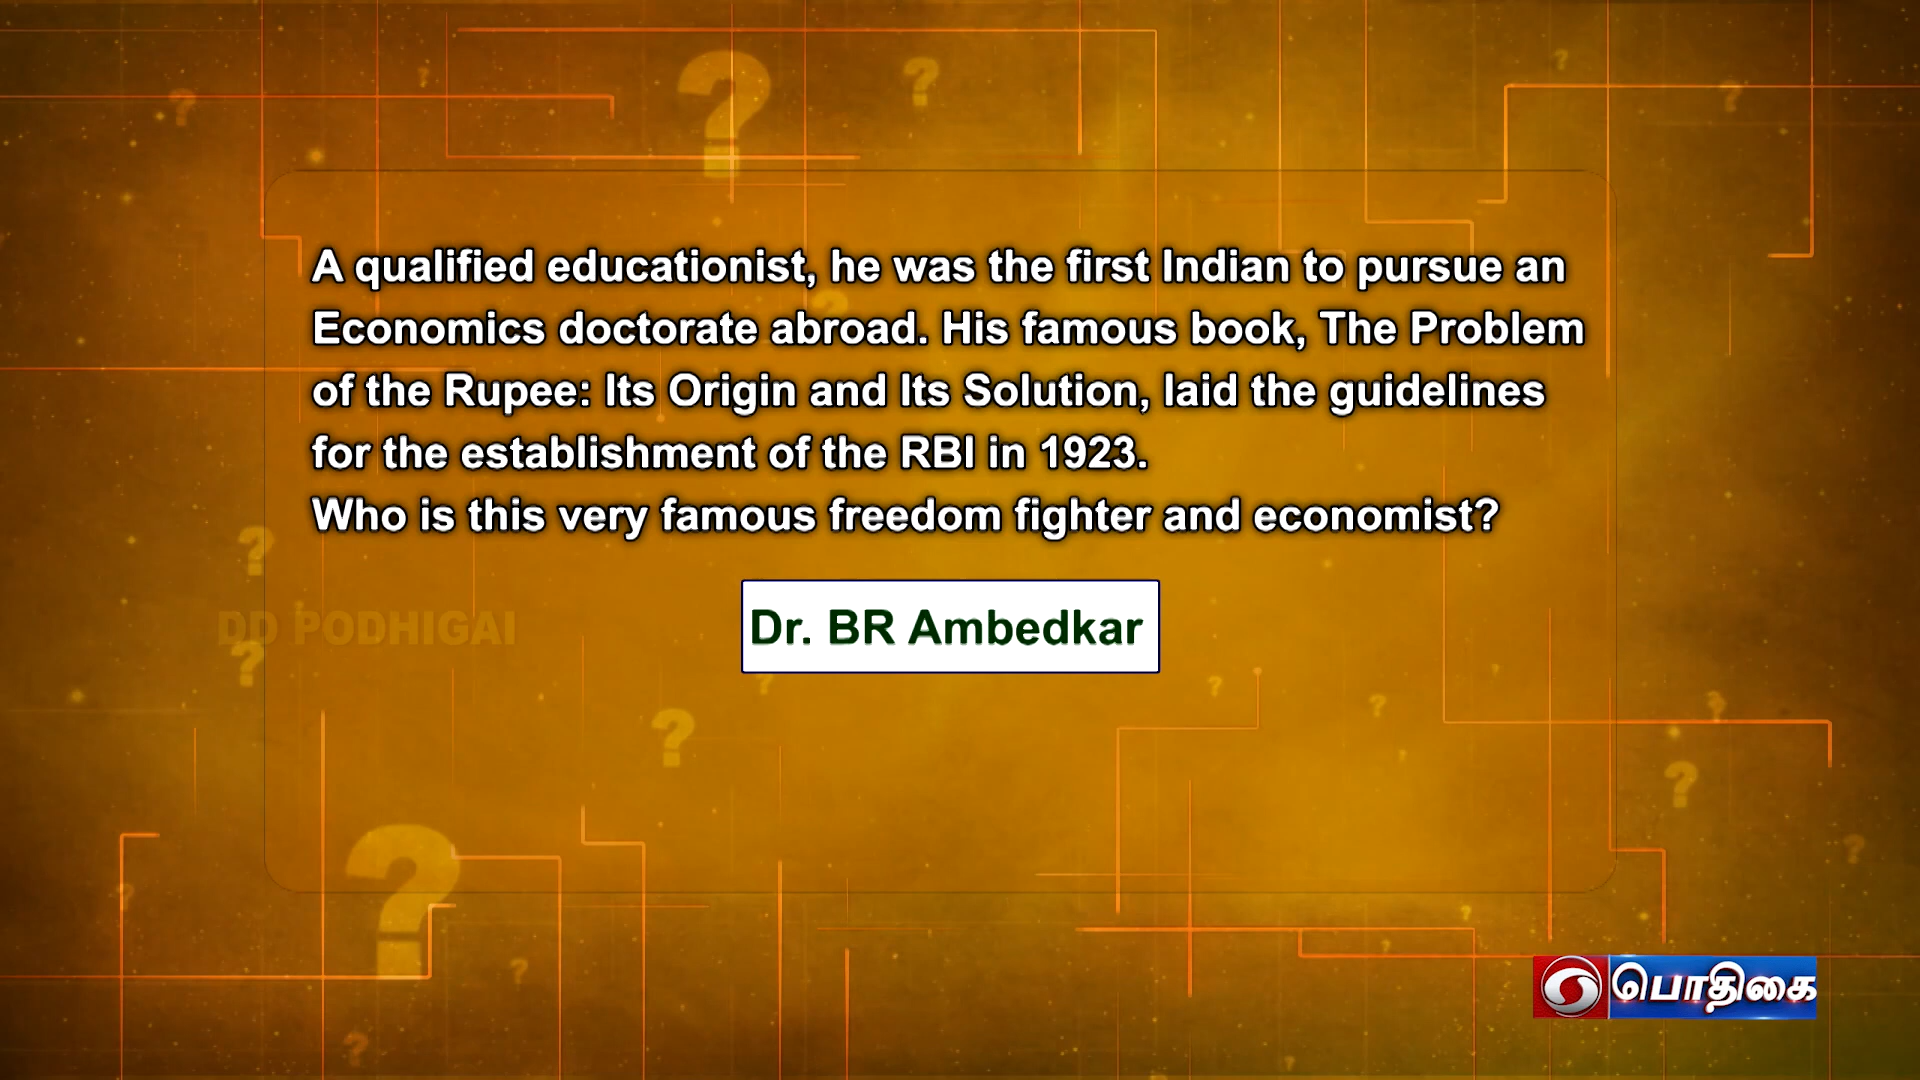 A qualified educationist, he was the first Indian to pursue an
Economics doctorate abroad. His famous book, The Problem
of the Rupee: Its Origin and Its Solution, laid the guidelines
for the establishment of the RBI in 1923.
Who is this very famous freedom fighter and economist?
Dr. BR Ambedkar
DD PODHIGAI
பொதிகை